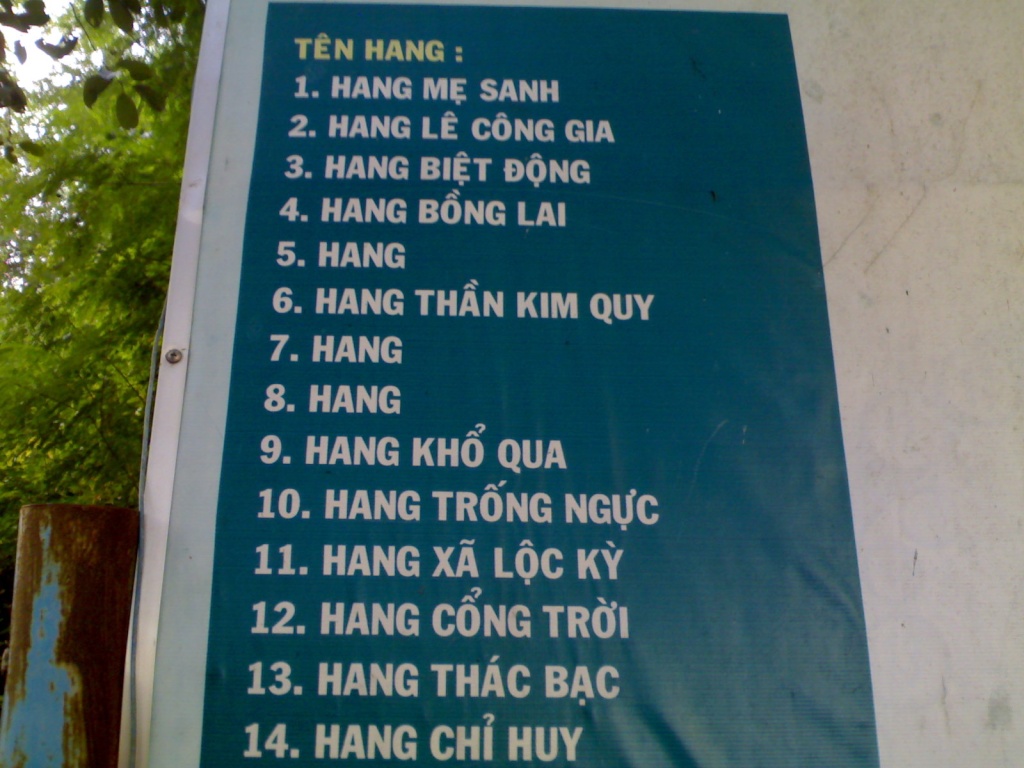 TÊN HANG :
1. HANG MẸ SANH
2. HANG LÊ CÔNG GIA
3. HANG BIỆT ĐỘNG
4. HANG BỒNG LAI
5. HANG
6. HANG THẦN KIM QUY
7. HANG
8. HANG
9. HANG KHỔ QUA
10. HANG TRỐNG NGỰC
11. HANG XÃ LỘC KỲ
12. HANG CỔNG TRỜI
13. HANG THÁC BẠC
14. HANG CHỈ HUY